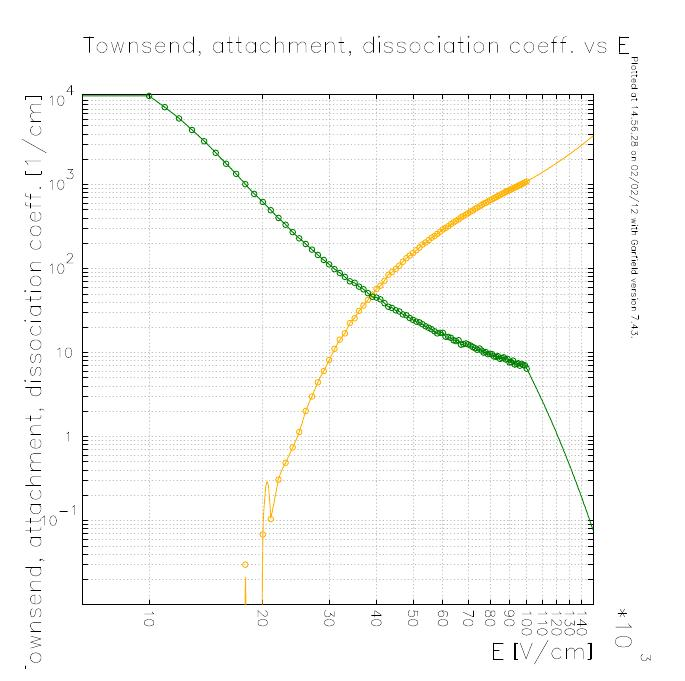 Townsend, attachment, dissociation coeff. vs E
Plotted at 14.56.28 on 02/02/12 with Garfield version 7.43.
ownsend, attachment, dissociation coeff. [1/cm]
10^4
10^3
10^2
10
1
10^-1
10 20 30 40 50 60 70 80 90 100 110 120 130 140
*10^3
E [V/cm]